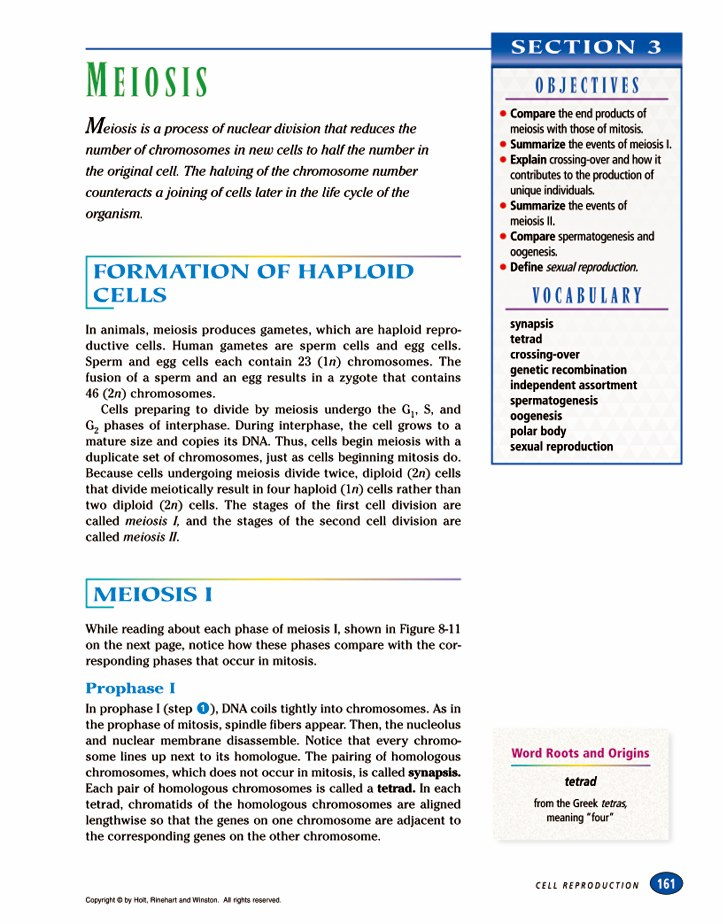 MEIOSIS
Meiosis is a process of nuclear division that reduces the
number of chromosomes in new cells to half the number in
the original cell. The halving of the chromosome number
counteracts a joining of cells later in the life cycle of the
organism.
FORMATION OF HAPLOID
CELLS
In animals, meiosis produces gametes, which are haploid repro-
ductive cells. Human gametes are sperm cells and egg cells.
Sperm and egg cells each contain 23 (1n) chromosomes. The
fusion of a sperm and an egg results in a zygote that contains
46 (2n) chromosomes.
Cells preparing to divide by meiosis undergo the G₁, S, and
G₂ phases of interphase. During interphase, the cell grows to a
mature size and copies its DNA. Thus, cells begin meiosis with a
duplicate set of chromosomes, just as cells beginning mitosis do.
Because cells undergoing meiosis divide twice, diploid (2n) cells
that divide meiotically result in four haploid (1n) cells rather than
two diploid (2n) cells. The stages of the first cell division are
called meiosis I, and the stages of the second cell division are
called meiosis II.
MEIOSIS I
While reading about each phase of meiosis I, shown in Figure 8-11
on the next page, notice how these phases compare with the cor-
responding phases that occur in mitosis.
Prophase I
In prophase I (step 1), DNA coils tightly into chromosomes. As in
the prophase of mitosis, spindle fibers appear. Then, the nucleolus
and nuclear membrane disassemble. Notice that every chromo-
some lines up next to its homologue. The pairing of homologous
chromosomes, which does not occur in mitosis, is called synapsis.
Each pair of homologous chromosomes is called a tetrad. In each
tetrad, chromatids of the homologous chromosomes are aligned
lengthwise so that the genes on one chromosome are adjacent to
the corresponding genes on the other chromosome.
SECTION 3
OBJECTIVES
• Compare the end products of
meiosis with those of mitosis.
• Summarize the events of meiosis I.
• Explain crossing-over and how it
contributes to the production of
unique individuals.
• Summarize the events of
meiosis II.
• Compare spermatogenesis and
oogenesis.
• Define sexual reproduction.
VOCABULARY
synapsis
tetrad
crossing-over
genetic recombination
independent assortment
spermatogenesis
oogenesis
polar body
sexual reproduction
Word Roots and Origins
tetrad
from the Greek tetras,
meaning "four"
CELL REPRODUCTION 161
Copyright © by Holt, Rinehart and Winston. All rights reserved.